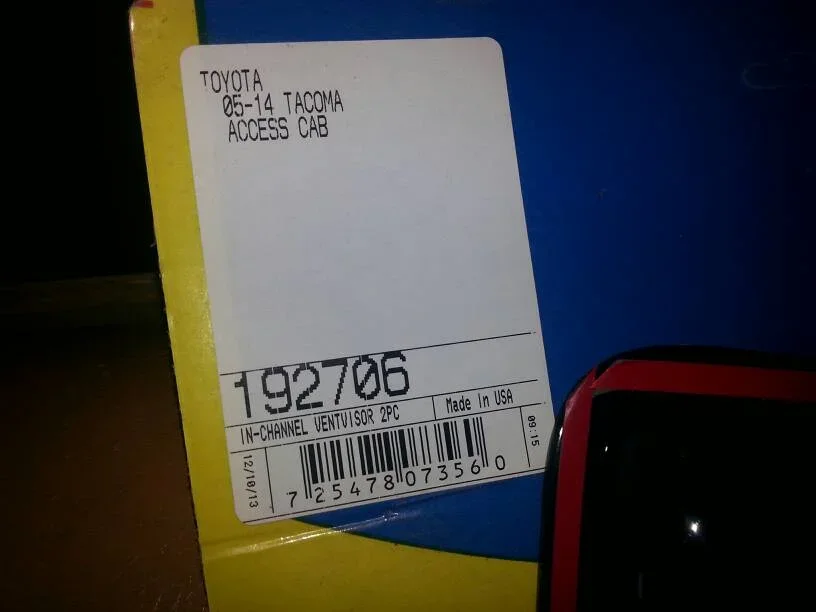 TOYOTA
05-14 TACOMA
ACCESS CAB
192706
IN-CHANNEL VENTVISOR 2PC
Made In USA
12/10/13
09:15
7 25478 07356 0